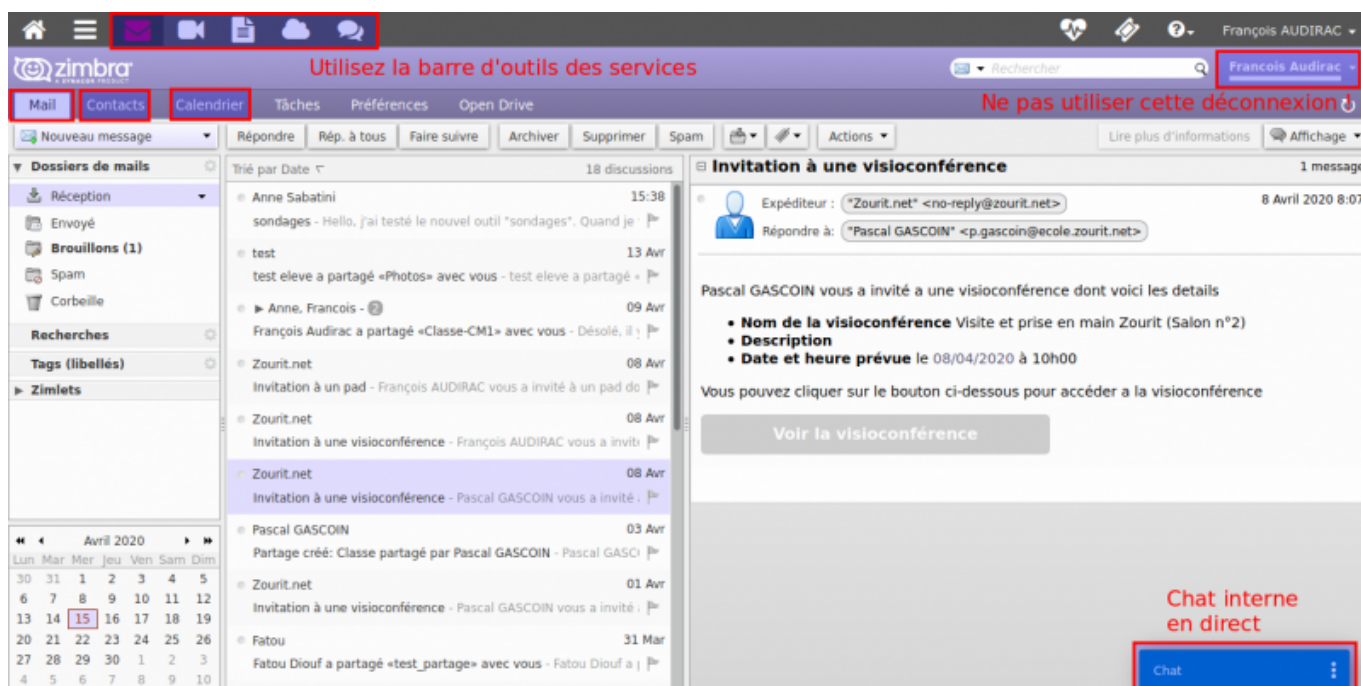 François AUDIRAC
zimbra
A SYNACOR PRODUCT
Utilisez la barre d'outils des services
Rechercher
Francois Audirac
Mail Contacts Calendrier Tâches Préférences Open Drive
Ne pas utiliser cette déconnexion !
Nouveau message
Répondre Rép. à tous Faire suivre Archiver Supprimer Spam Actions Lire plus d'informations Affichage
Dossiers de mails
Réception
Envoyé
Brouillons (1)
Spam
Corbeille
Recherches
Tags (libellés)
Zimlets
Avril 2020
Lun Mar Mer Jeu Ven Sam Dim
30 31 1 2 3 4 5
6 7 8 9 10 11 12
13 14 15 16 17 18 19
20 21 22 23 24 25 26
27 28 29 30 1 2 3
4 5 6 7 8 9 10
Trié par Date 18 discussions
Anne Sabatini 15:38
sondages - Hello, j'ai testé le nouvel outil "sondages". Quand je
test 13 Avr
test eleve a partagé «Photos» avec vous - test eleve a partagé «
Anne, Francois - 2 09 Avr
François Audirac a partagé «Classe-CM1» avec vous - Désolé, il
Zourit.net 08 Avr
Invitation à un pad - François AUDIRAC vous a invité à un pad do
Zourit.net 08 Avr
Invitation à une visioconférence - François AUDIRAC vous a invit
Zourit.net 08 Avr
Invitation à une visioconférence - Pascal GASCOIN vous a invité
Pascal GASCOIN 03 Avr
Partage créé: Classe partagé par Pascal GASCOIN - Pascal GASC
Zourit.net 01 Avr
Invitation à une visioconférence - Pascal GASCOIN vous a invité
Fatou 31 Mar
Fatou Diouf a partagé «test_partage» avec vous - Fatou Diouf a
Invitation à une visioconférence 1 message
Expéditeur : "Zourit.net" <no-reply@zourit.net> 8 Avril 2020 8:07
Répondre à: "Pascal GASCOIN" <p.gascoin@ecole.zourit.net>
Pascal GASCOIN vous a invité a une visioconférence dont voici les details
• Nom de la visioconférence Visite et prise en main Zourit (Salon n°2)
• Description
• Date et heure prévue le 08/04/2020 à 10h00
Vous pouvez cliquer sur le bouton ci-dessous pour accéder a la visioconférence
Voir la visioconférence
Chat interne
en direct
Chat